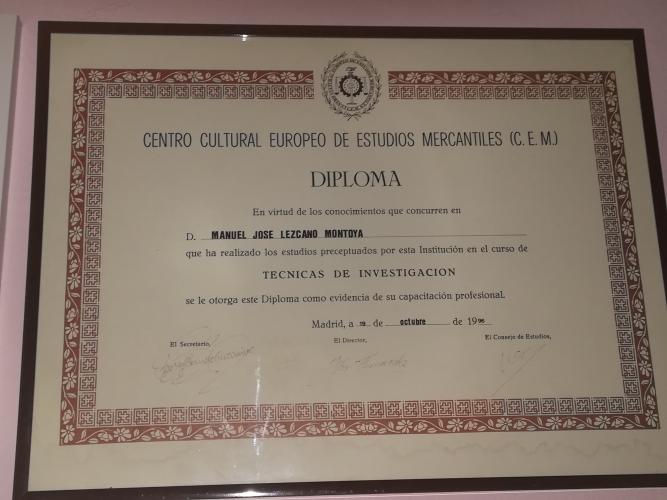 CENTRO CULTURAL EUROPEO DE ESTUDIOS MERCANTILES (C. E. M.)
DIPLOMA
En virtud de los conocimientos que concurren en
D. MANUEL JOSE LEZCANO MONTOYA
que ha realizado los estudios preceptuados por esta Institución en el curso de
TECNICAS DE INVESTIGACION
se le otorga este Diploma como evidencia de su capacitación profesional.
Madrid, a 19 de octubre de 1996
El Secretario, El Director, El Consejo de Estudios,